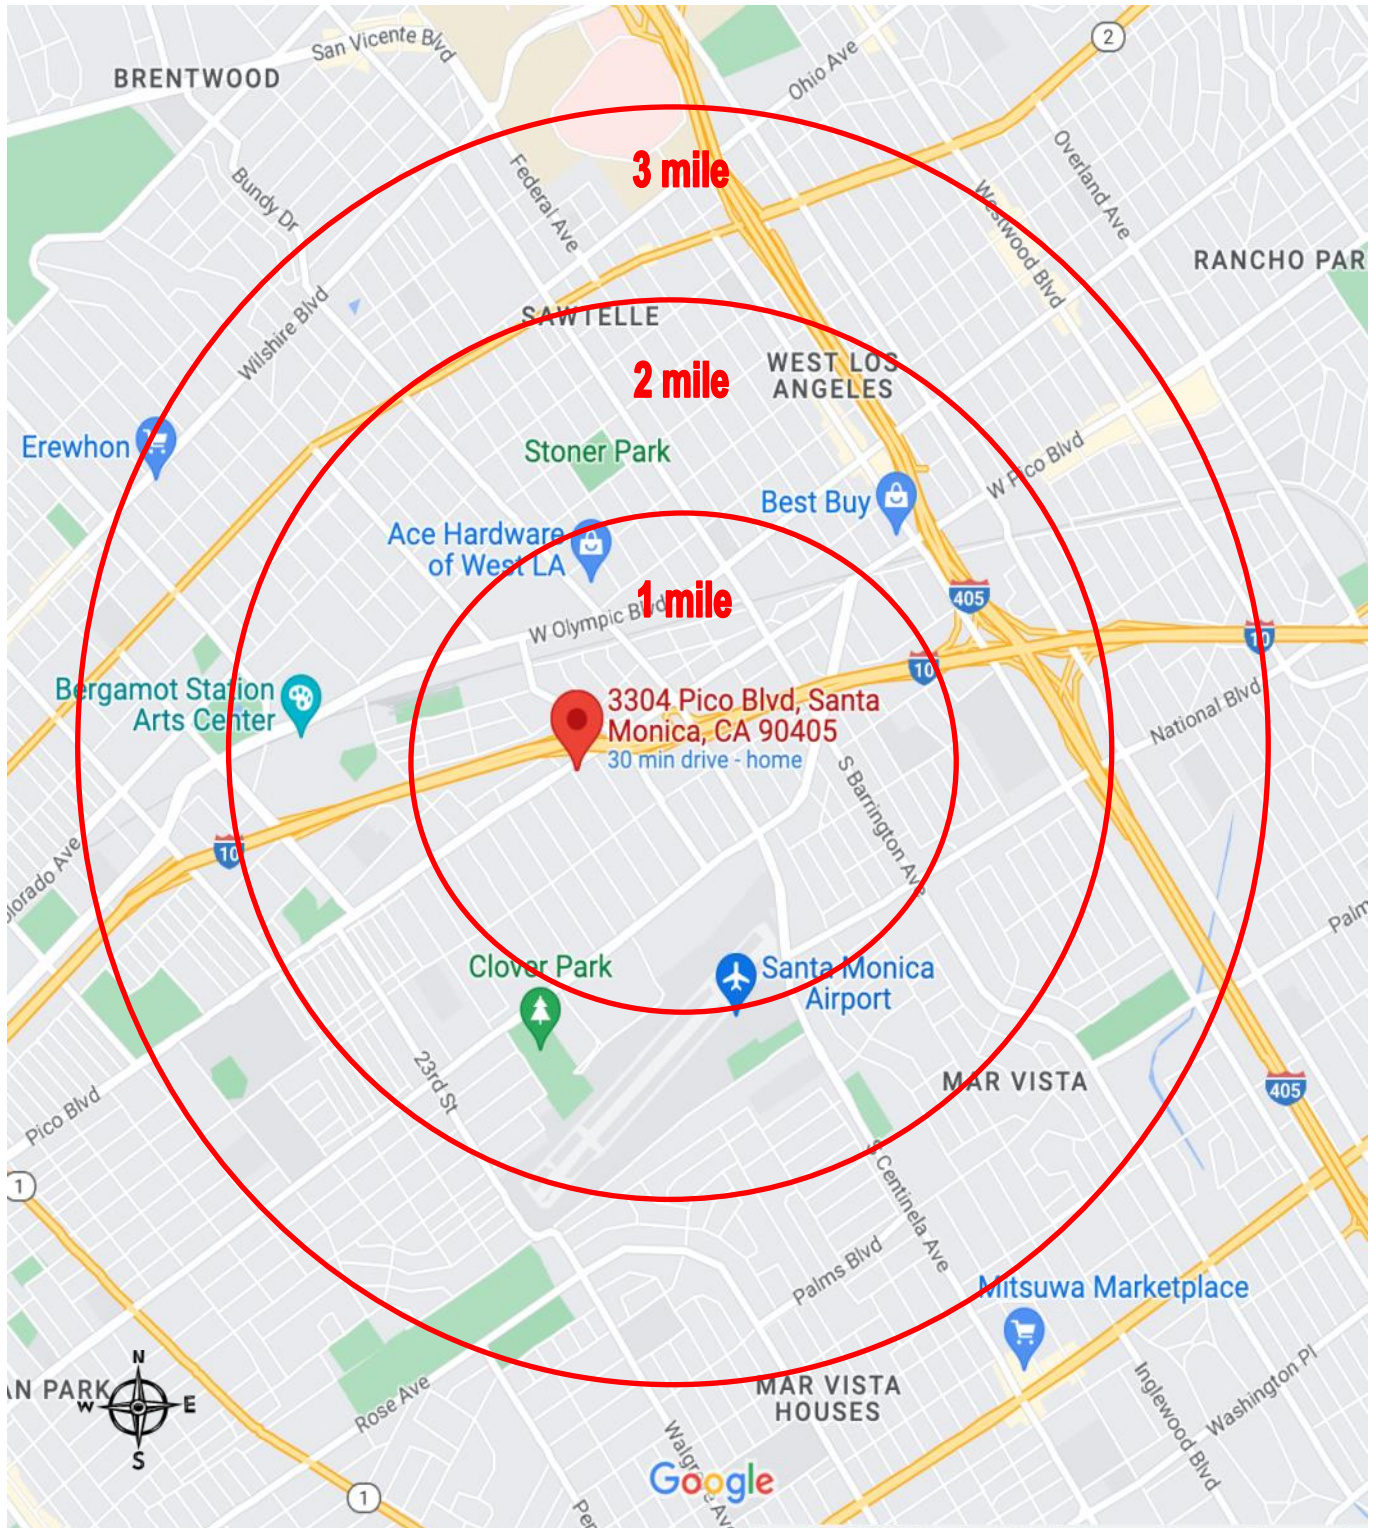 San Vicente Blvd
2
BRENTWOOD
Ohio Ave
Overland Ave
3 mile
Federal Ave
Bundy Dr
Westwood Blvd
RANCHO PAR
Wilshire Blvd
SAWTELLE
WEST LOS
ANGELES
2 mile
Erewhon
Stoner Park
W Pico Blvd
Best Buy
Ace Hardware
of West LA
1 mile
405
W Olympic Blvd
10
10
Bergamot Station
Arts Center
3304 Pico Blvd, Santa
Monica, CA 90405
30 min drive - home
National Blvd
S Barrington Ave
10
olorado Ave
Palm
Clover Park
Santa Monica
Airport
23rd St
MAR VISTA
405
Pico Blvd
1
S Centinela Ave
Palms Blvd
Mitsuwa Marketplace
N
AN PARK
W
E
S
Rose Ave
MAR VISTA
HOUSES
Inglewood Blvd
Washington Pl
Google
1